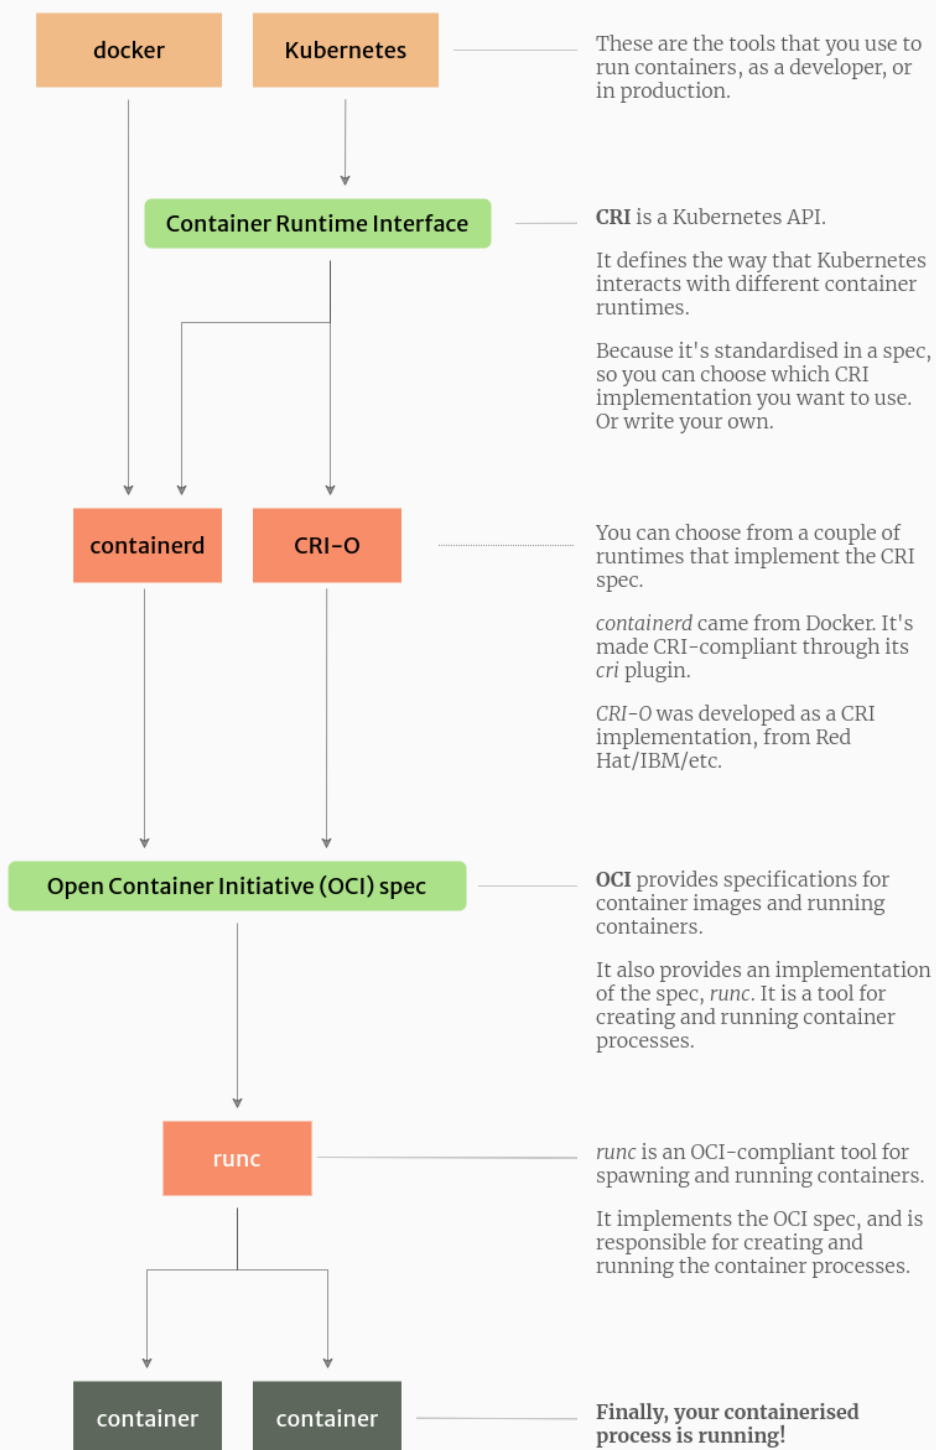 docker
Kubernetes
These are the tools that you use to
run containers, as a developer, or
in production.
Container Runtime Interface
CRI is a Kubernetes API.
It defines the way that Kubernetes
interacts with different container
runtimes.
Because it's standardised in a spec,
so you can choose which CRI
implementation you want to use.
Or write your own.
containerd
CRI-O
You can choose from a couple of
runtimes that implement the CRI
spec.
containerd came from Docker. It's
made CRI-compliant through its
cri plugin.
CRI-O was developed as a CRI
implementation, from Red
Hat/IBM/etc.
Open Container Initiative (OCI) spec
OCI provides specifications for
container images and running
containers.
It also provides an implementation
of the spec, runc. It is a tool for
creating and running container
processes.
runc
runc is an OCI-compliant tool for
spawning and running containers.
It implements the OCI spec, and is
responsible for creating and
running the container processes.
container
container
Finally, your containerised
process is running!